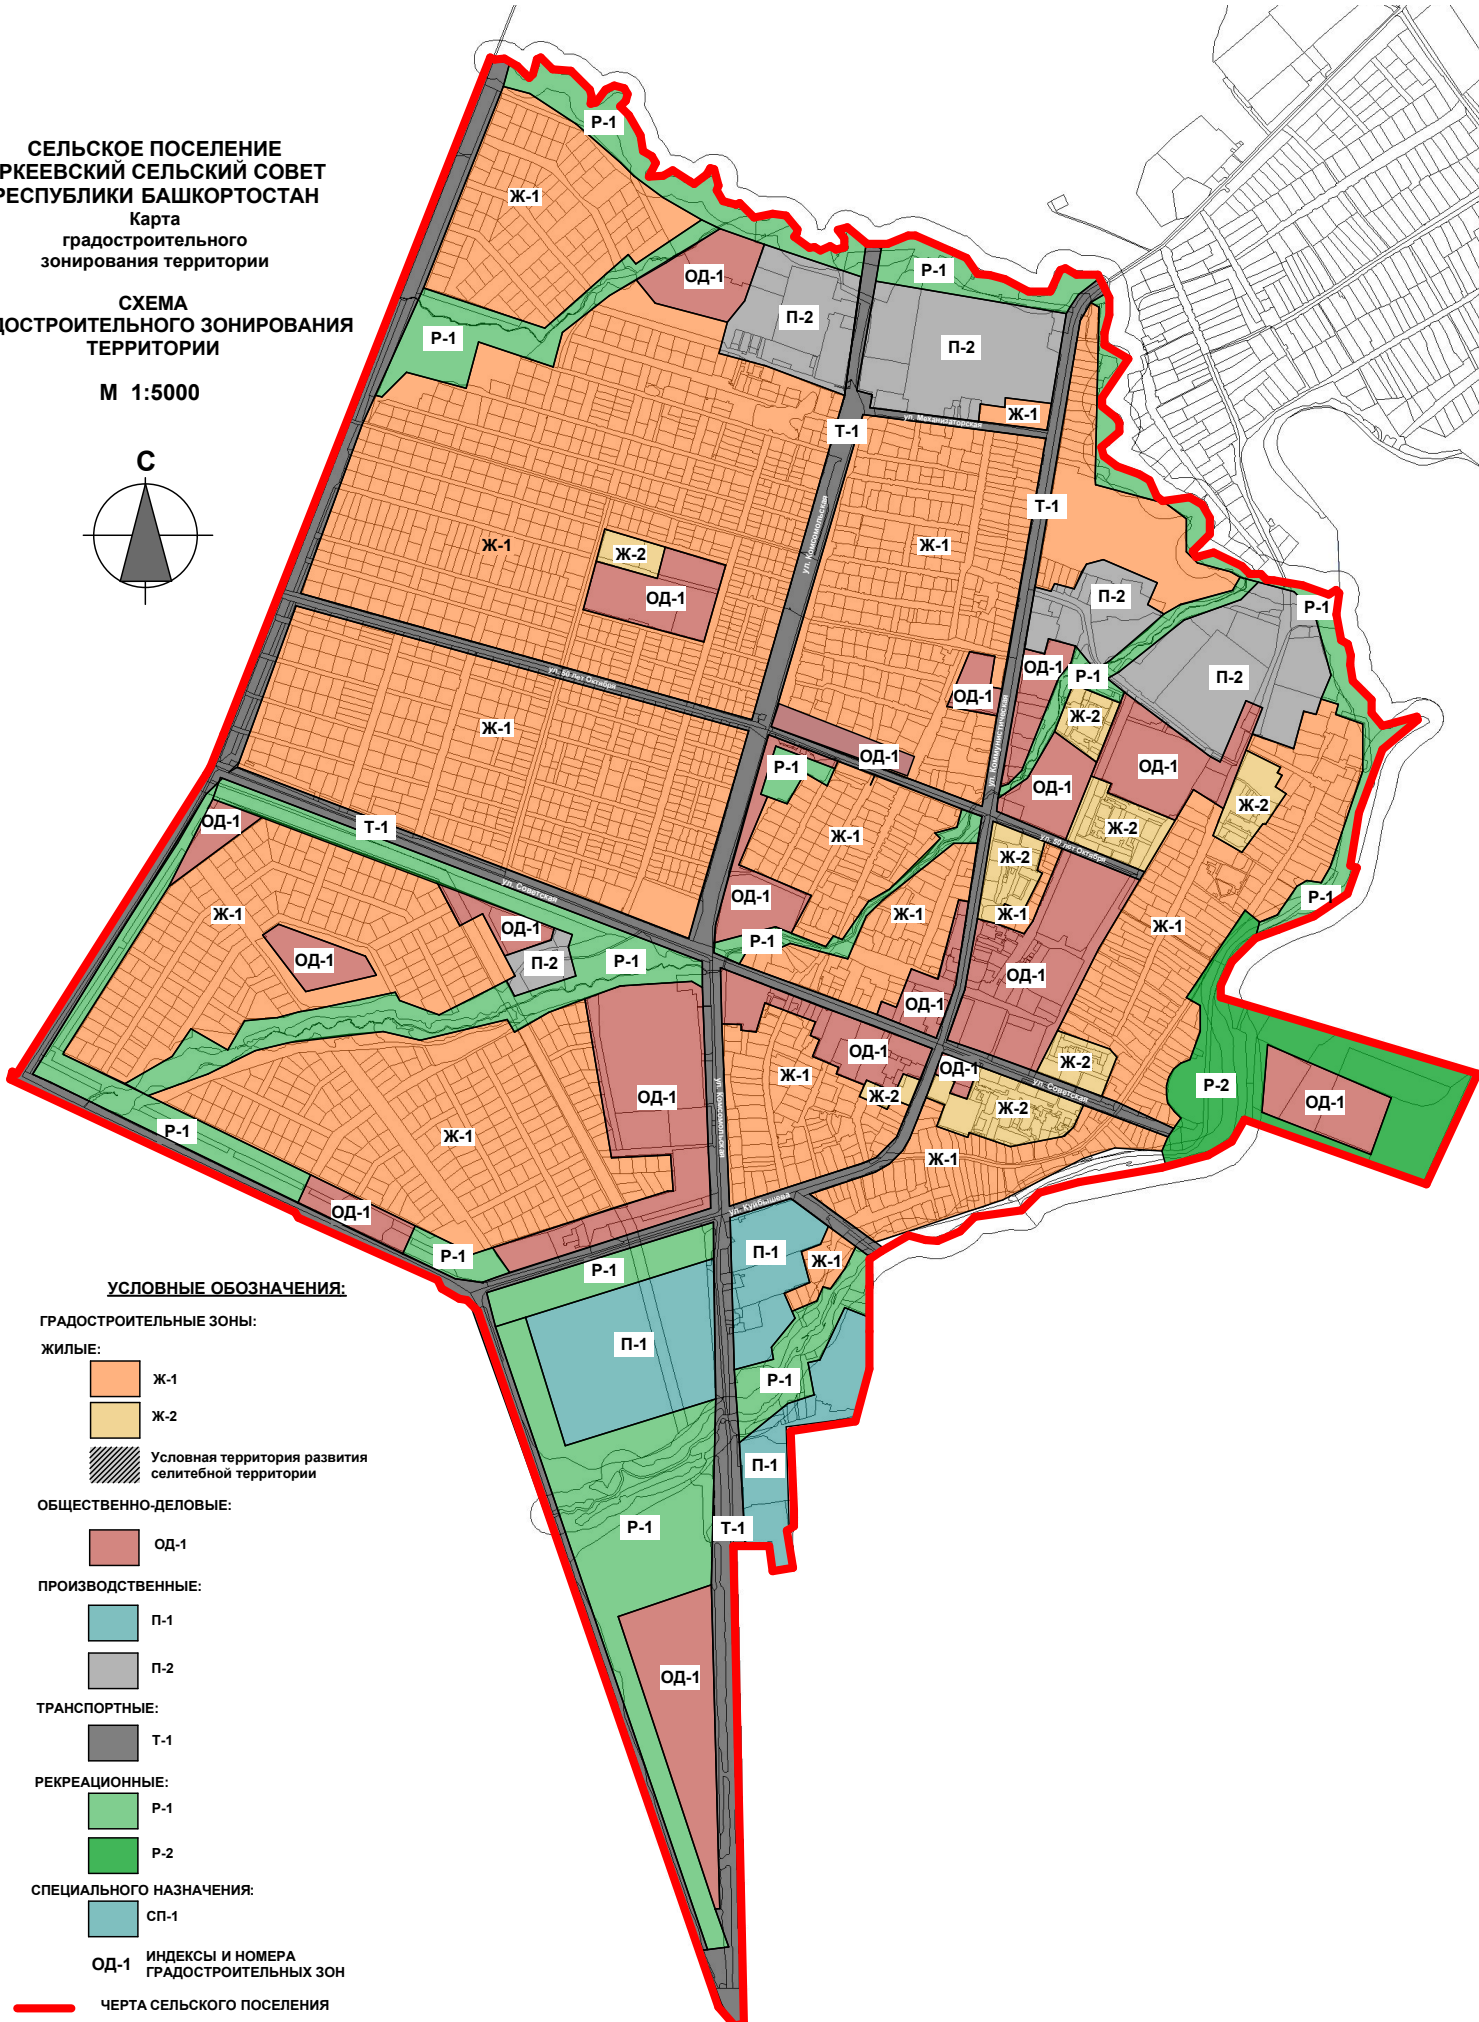 СЕЛЬСКОЕ ПОСЕЛЕНИЕ
РКЕЕВСКИЙ СЕЛЬСКИЙ СОВЕТ
РЕСПУБЛИКИ БАШКОРТОСТАН
Карта
градостроительного
зонирования территории
СХЕМА
ДОСТРОИТЕЛЬНОГО ЗОНИРОВАНИЯ
ТЕРРИТОРИИ
М 1:5000
С
Р-1
Ж-1
ОД-1
Р-1
П-2
Р-1
П-2
Ж-1
ул. Механизаторская
Т-1
Т-1
ул. Комсомольская
Ж-1
Ж-2
ОД-1
Ж-1
П-2
Р-1
ОД-1
Р-1
П-2
ОД-1
Ж-2
ул. 50 лет Октября
ул. Коммунистическая
Ж-1
ОД-1
Р-1
ОД-1
ОД-1
Ж-2
ОД-1
Т-1
Ж-1
Ж-2
ул. 50 лет Октября
Ж-2
ул. Советская
ОД-1
Р-1
Ж-1
ОД-1
Ж-1
Ж-1
Ж-1
ОД-1
Р-1
ОД-1
П-2
Р-1
ОД-1
ОД-1
ОД-1
Ж-1
ОД-1
Ж-2
Р-2
ул. Советская
ОД-1
Ж-2
Ж-2
ОД-1
ул. Комсомольская
Р-1
Ж-1
Ж-1
ОД-1
ул. Куйбышева
Р-1
Р-1
П-1
Ж-1
П-1
Р-1
П-1
Р-1
Т-1
ОД-1
УСЛОВНЫЕ ОБОЗНАЧЕНИЯ:
ГРАДОСТРОИТЕЛЬНЫЕ ЗОНЫ:
ЖИЛЫЕ:
Ж-1
Ж-2
Условная территория развития
селитебной территории
ОБЩЕСТВЕННО-ДЕЛОВЫЕ:
ОД-1
ПРОИЗВОДСТВЕННЫЕ:
П-1
П-2
ТРАНСПОРТНЫЕ:
Т-1
РЕКРЕАЦИОННЫЕ:
Р-1
Р-2
СПЕЦИАЛЬНОГО НАЗНАЧЕНИЯ:
СП-1
ОД-1 ИНДЕКСЫ И НОМЕРА
ГРАДОСТРОИТЕЛЬНЫХ ЗОН
ЧЕРТА СЕЛЬСКОГО ПОСЕЛЕНИЯ